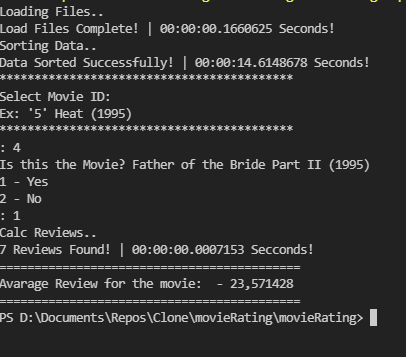 Loading Files..
Load Files Complete! | 00:00:00.1660625 Seconds!
Sorting Data..
Data Sorted Successfully! | 00:00:14.6148678 Seconds!
******************************************
Select Movie ID:
Ex: '5' Heat (1995)
******************************************
: 4
Is this the Movie? Father of the Bride Part II (1995)
1 - Yes
2 - No
: 1
Calc Reviews..
7 Reviews Found! | 00:00:00.0007153 Secconds!
===========================================
Avarage Review for the movie:  - 23,571428
===========================================
PS D:\Documents\Repos\Clone\movieRating\movieRating>